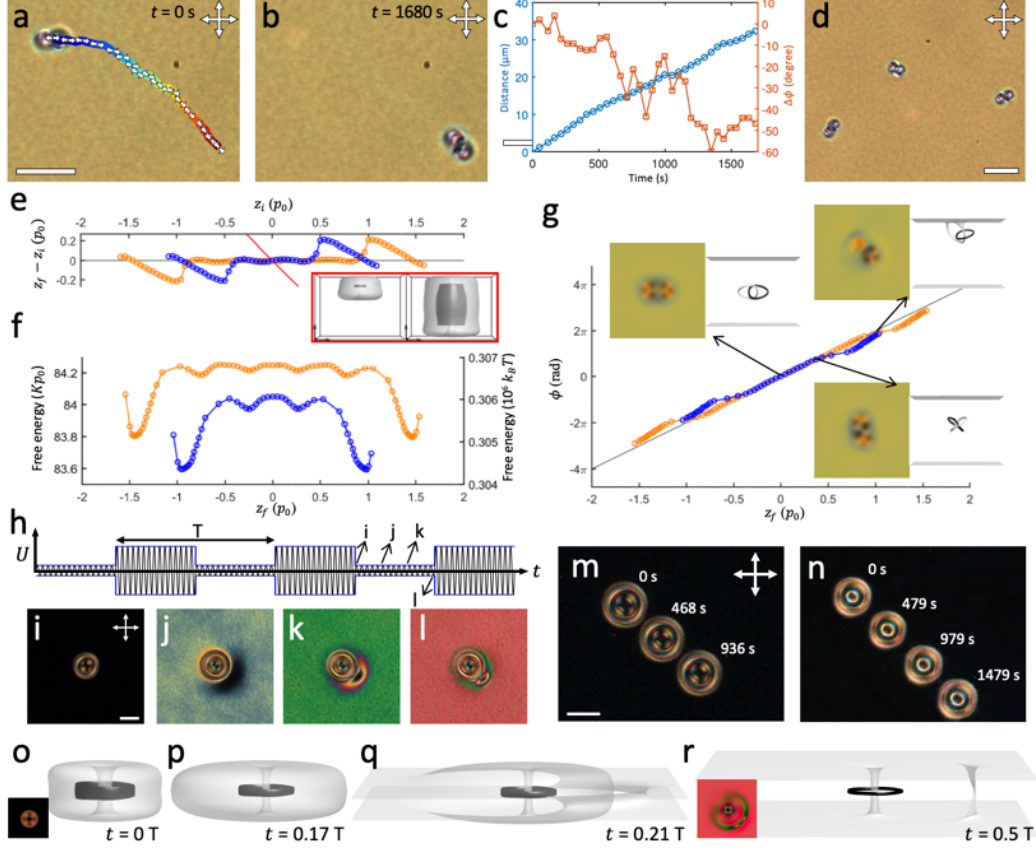 a
t = 0 s
b
t = 1680 s
c
40
30
20
10
0
Distance (μm)
0
500
1000
1500
Time (s)
10
0
-10
-20
-30
-40
-50
-60
Δϕ (degree)
d
e
z_i (p_0)
-2 -1.5 -1 -0.5 0 0.5 1 1.5 2
z_f − z_i (p_0)
0.2
0
-0.2
f
Free energy (Kp_0)
84.2
84
83.8
83.6
0.307
0.306
0.305
0.304
Free energy (10^6 k_BT)
-2 -1.5 -1 -0.5 0 0.5 1 1.5 2
z_f (p_0)
g
ϕ (rad)
4π
2π
0
-2π
-4π
-2 -1.5 -1 -0.5 0 0.5 1 1.5 2
z_f (p_0)
h
U
T
i
j
k
l
t
i
j
k
l
m
0 s
468 s
936 s
n
0 s
479 s
979 s
1479 s
o
t = 0 T
p
t = 0.17 T
q
t = 0.21 T
r
t = 0.5 T